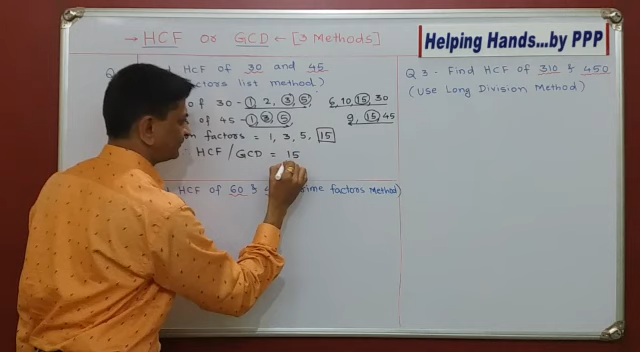 → HCF or GCD ← [3 Methods]
Helping Hands...by PPP
HCF of 30 and 45
factors list method)
of 30 - 1, 2, 3, 5, 6, 10, 15, 30
of 45 - 1, 3, 5, 9, 15, 45
factors = 1, 3, 5, 15
HCF / GCD = 15
HCF of 60 &
Prime factors Method)
Q 3 - Find HCF of 310 & 450
(Use Long Division Method)